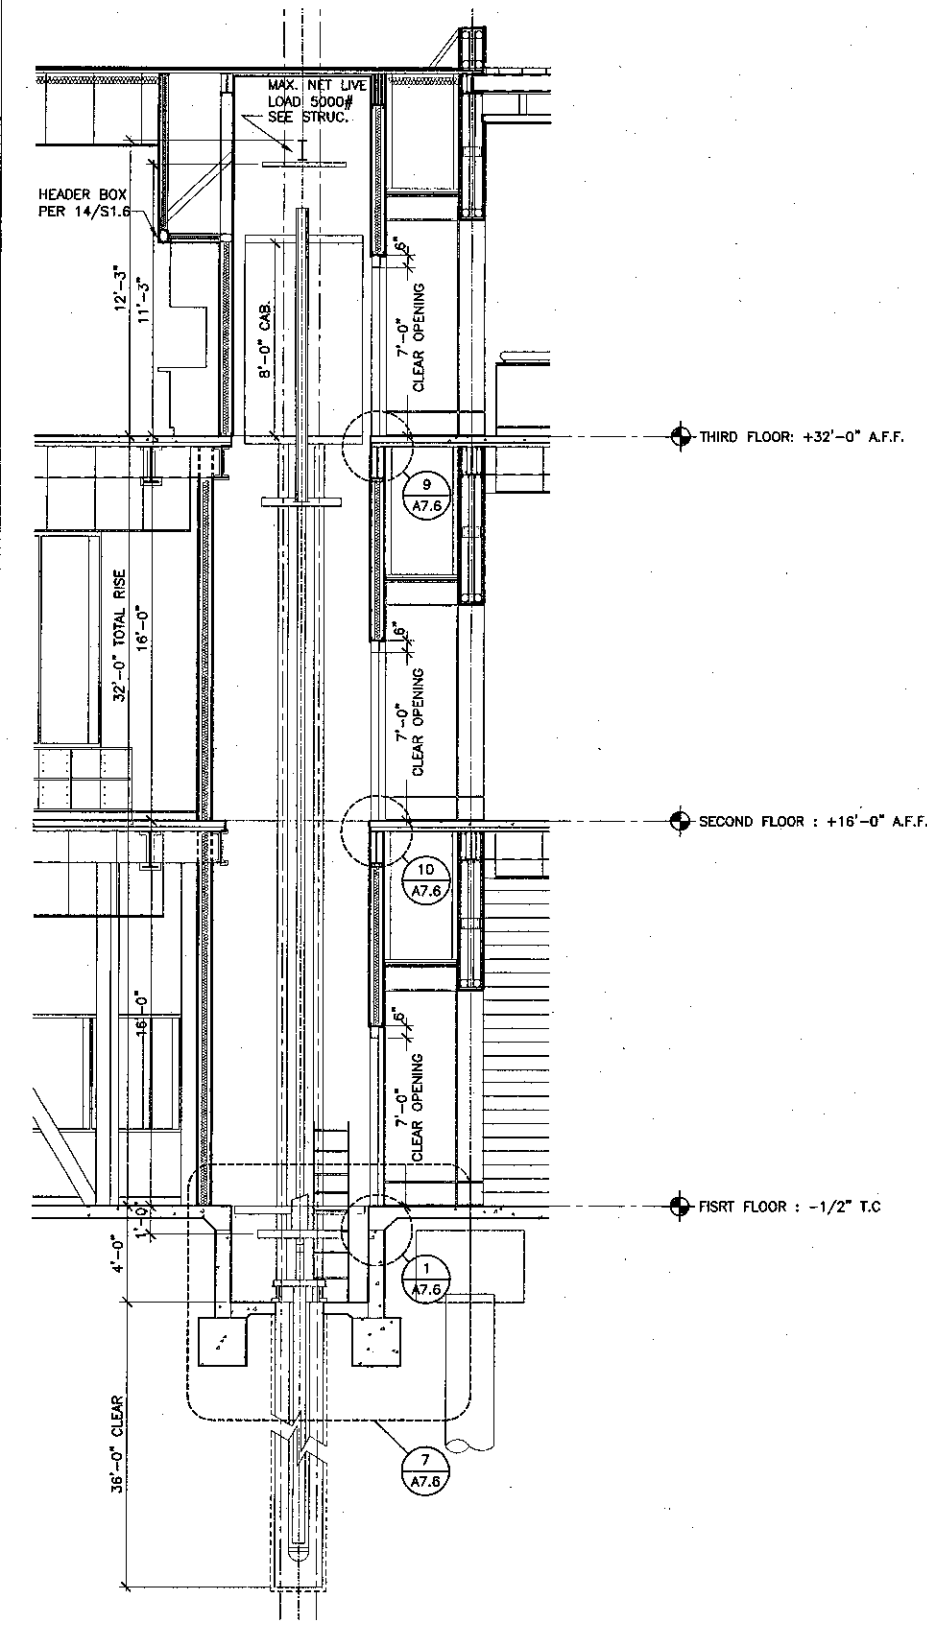 MAX. NET LIVE
LOAD 5000#
SEE STRUC.
HEADER BOX
PER 14/S1.6
12'-3"
11'-3"
8'-0" CAB.
6"
7'-0"
CLEAR OPENING
THIRD FLOOR: +32'-0" A.F.F.
9
A7.6
32'-0" TOTAL RISE
16'-0"
6"
7'-0"
CLEAR OPENING
SECOND FLOOR : +16'-0" A.F.F.
10
A7.6
16'-0"
6"
7'-0"
CLEAR OPENING
FISRT FLOOR : -1/2" T.C
1'-0"
4'-0"
1
A7.6
36'-0" CLEAR
7
A7.6